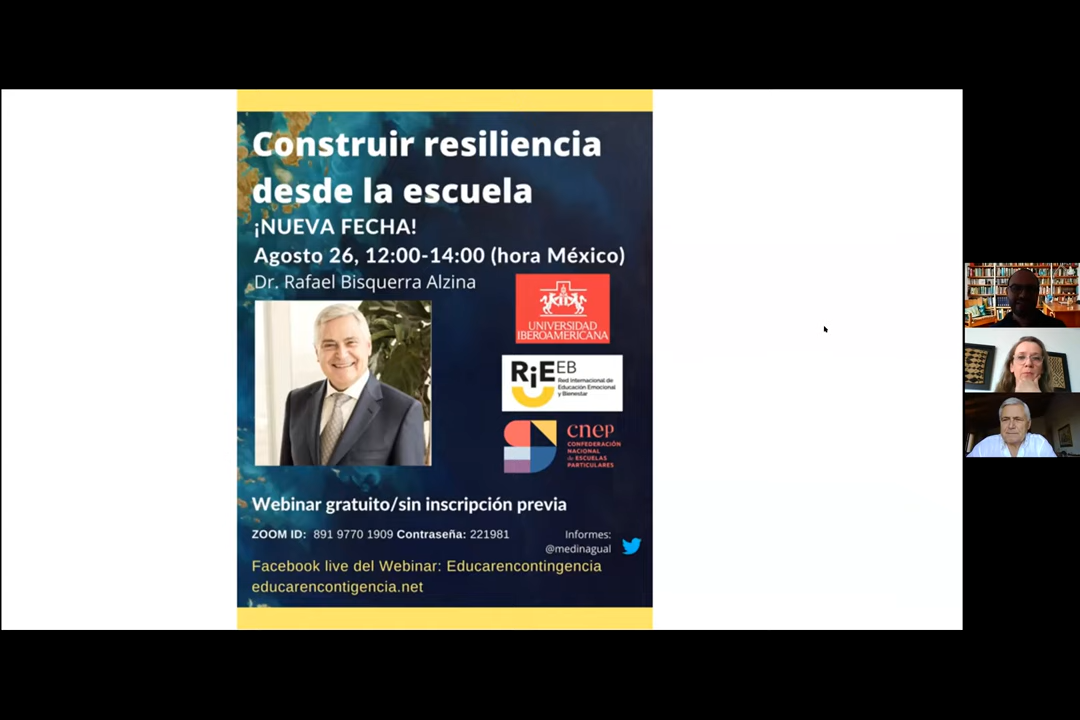 Construir resiliencia
desde la escuela
¡NUEVA FECHA!
Agosto 26, 12:00-14:00 (hora México)
Dr. Rafael Bisquerra Alzina
UNIVERSIDAD
IBEROAMERICANA
RiEEB
Red Internacional de
Educación Emocional
y Bienestar
cnep
CONFEDERACIÓN
NACIONAL
de ESCUELAS
PARTICULARES
Webinar gratuito/sin inscripción previa
ZOOM ID: 891 9770 1909 Contraseña: 221981
Informes:
@medinagual
Facebook live del Webinar: Educarencontingencia
educarencontigencia.net